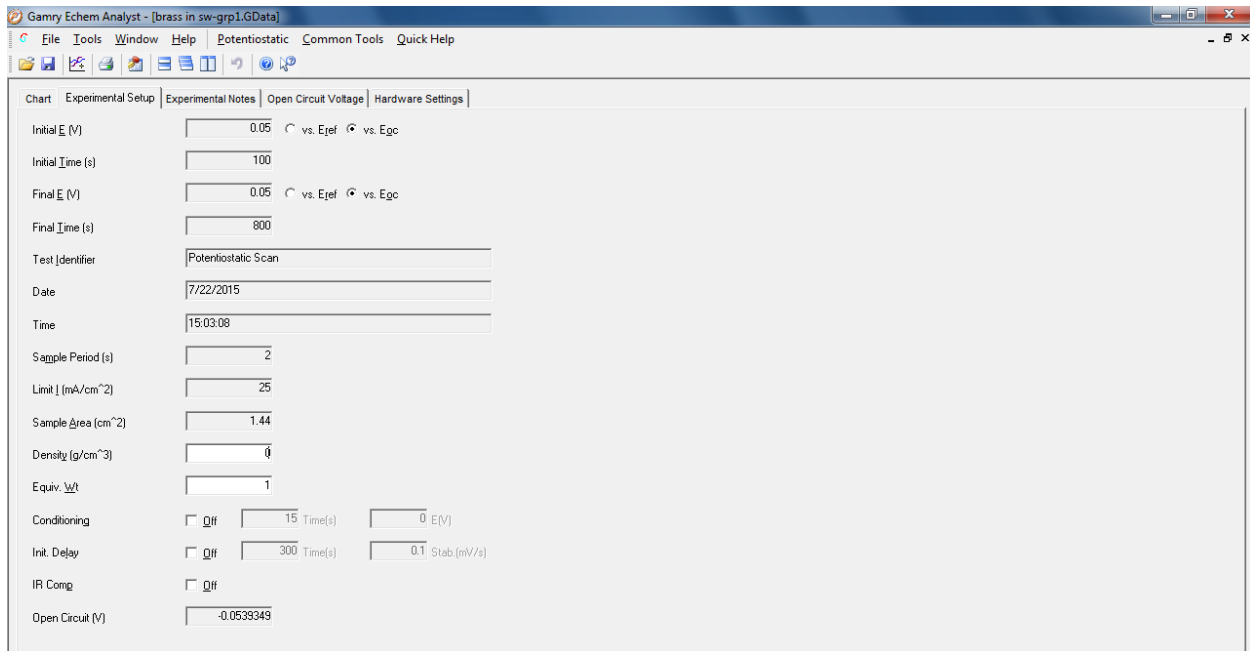 Gamry Echem Analyst - [brass in sw-grp1.GData]
File Tools Window Help Potentiostatic Common Tools Quick Help
Chart Experimental Setup Experimental Notes Open Circuit Voltage Hardware Settings
Initial E (V) 0.05 vs. Eref vs. Eoc
Initial Time (s) 100
Final E (V) 0.05 vs. Eref vs. Eoc
Final Time (s) 800
Test Identifier Potentiostatic Scan
Date 7/22/2015
Time 15:03:08
Sample Period (s) 2
Limit I (mA/cm^2) 25
Sample Area (cm^2) 1.44
Density (g/cm^3) 0
Equiv. Wt 1
Conditioning Off 15 Time(s) 0 E(V)
Init. Delay Off 300 Time(s) 0.1 Stab.(mV/s)
IR Comp Off
Open Circuit (V) -0.0539349